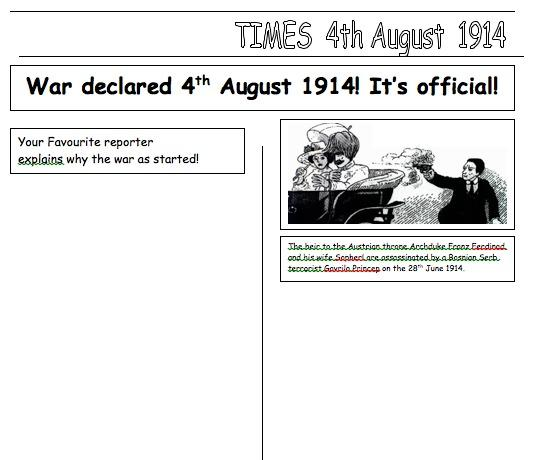 TIMES 4th August 1914
War declared 4th August 1914! It's official!
Your Favourite reporter
explains why the war as started!
The heir to the Austrian throne Archduke Franz Ferdinad
and his wife Sopherl are assassinated by a Bosnian Serb
terrorist Gavrilo Princep on the 28th June 1914.